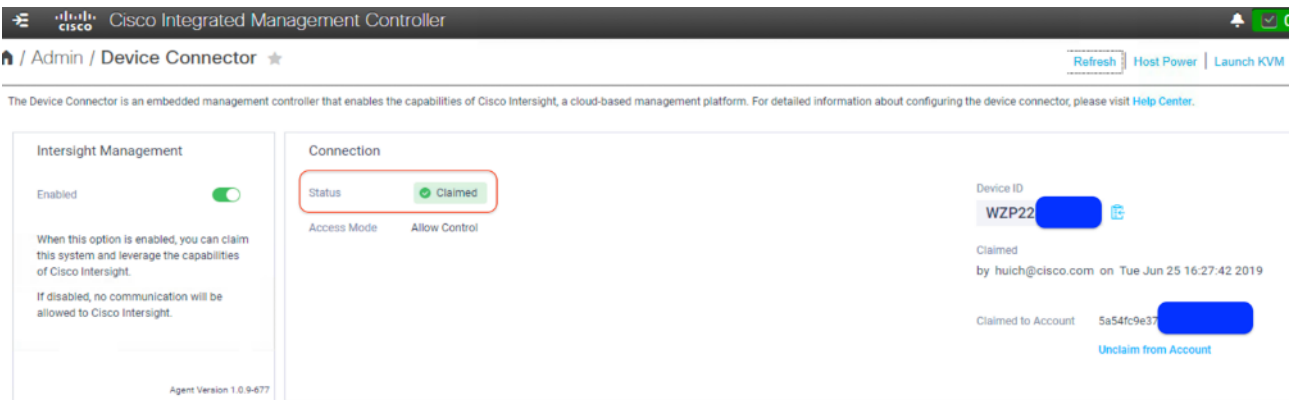 cisco Cisco Integrated Management Controller
/ Admin / Device Connector
Refresh | Host Power | Launch KVM
The Device Connector is an embedded management controller that enables the capabilities of Cisco Intersight, a cloud-based management platform. For detailed information about configuring the device connector, please visit Help Center.
Intersight Management
Enabled
When this option is enabled, you can claim
this system and leverage the capabilities
of Cisco Intersight.
If disabled, no communication will be
allowed to Cisco Intersight.
Agent Version 1.0.9-677
Connection
Status Claimed
Access Mode Allow Control
Device ID
WZP22
Claimed
by huich@cisco.com on Tue Jun 25 16:27:42 2019
Claimed to Account 5a54fc9e37
Unclaim from Account